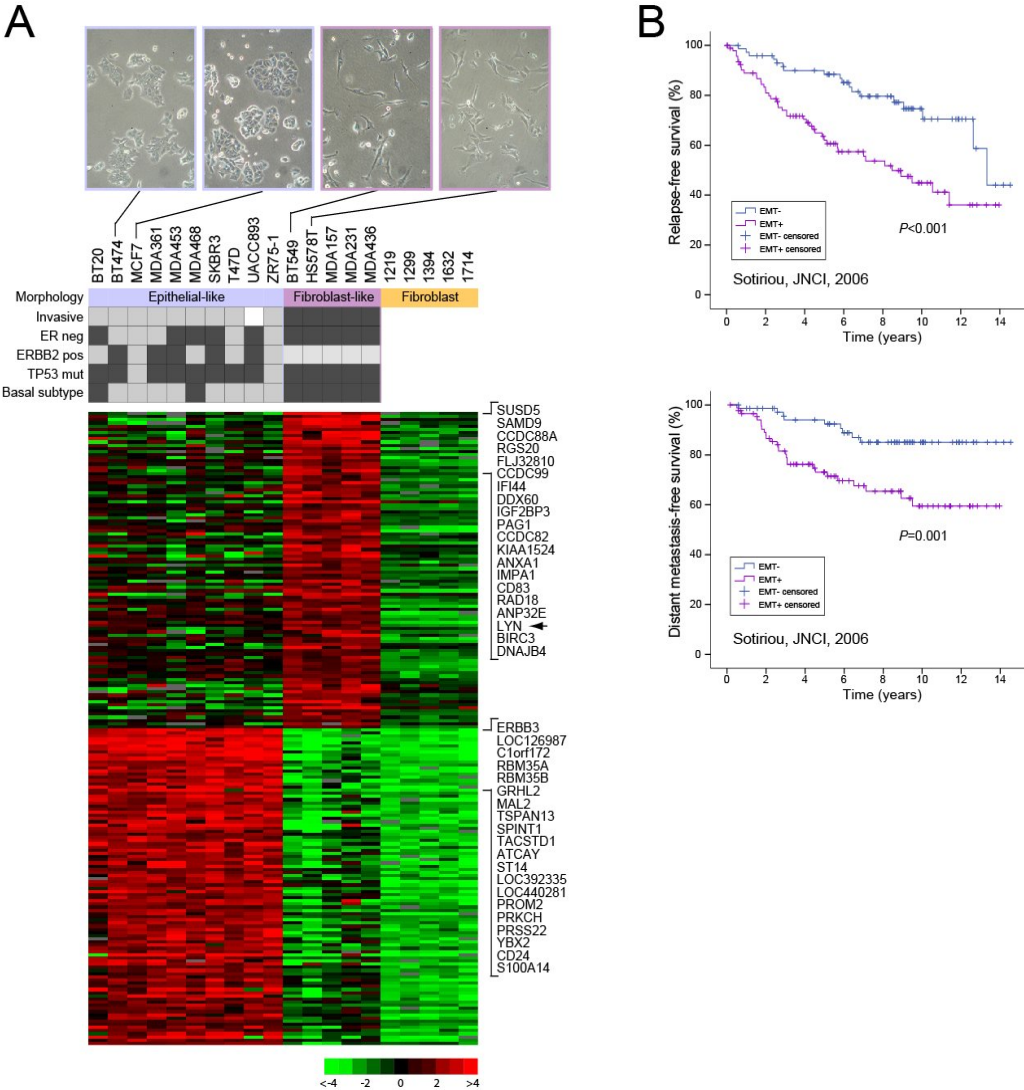 A
BT20
BT474
MCF7
MDA361
MDA453
MDA468
SKBR3
T47D
UACC893
ZR75-1
BT549
HS578T
MDA157
MDA231
MDA436
1219
1299
1394
1632
1714
Morphology Epithelial-like Fibroblast-like Fibroblast
Invasive
ER neg
ERBB2 pos
TP53 mut
Basal subtype
SUSD5
SAMD9
CCDC88A
RGS20
FLJ32810
CCDC99
IFI44
DDX60
IGF2BP3
PAG1
CCDC82
KIAA1524
ANXA1
IMPA1
CD83
RAD18
ANP32E
LYN
BIRC3
DNAJB4
ERBB3
LOC126987
C1orf172
RBM35A
RBM35B
GRHL2
MAL2
TSPAN13
SPINT1
TACSTD1
ATCAY
ST14
LOC392335
LOC440281
PROM2
PRKCH
PRSS22
YBX2
CD24
S100A14
<-4 -2 0 2 >4
B
Relapse-free survival (%)
100
80
60
40
20
0
EMT-
EMT+
EMT- censored
EMT+ censored
P<0.001
Sotiriou, JNCI, 2006
0 2 4 6 8 10 12 14
Time (years)
Distant metastasis-free survival (%)
100
80
60
40
20
0
P=0.001
EMT-
EMT+
EMT- censored
EMT+ censored
Sotiriou, JNCI, 2006
0 2 4 6 8 10 12 14
Time (years)